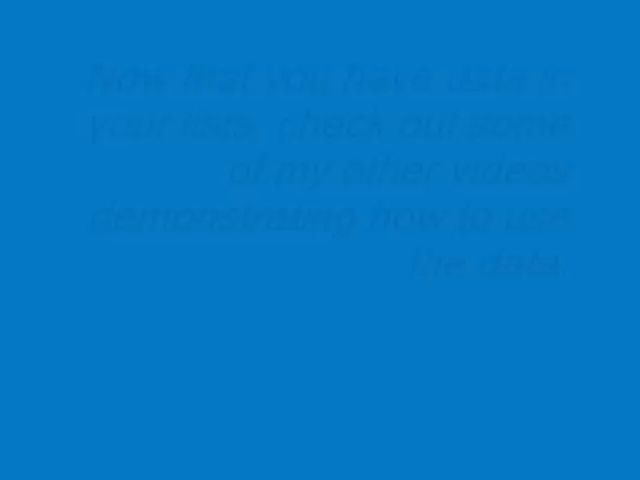 Now that you have data in
your lists, check out some
of my other videos
demonstrating how to use
the data.